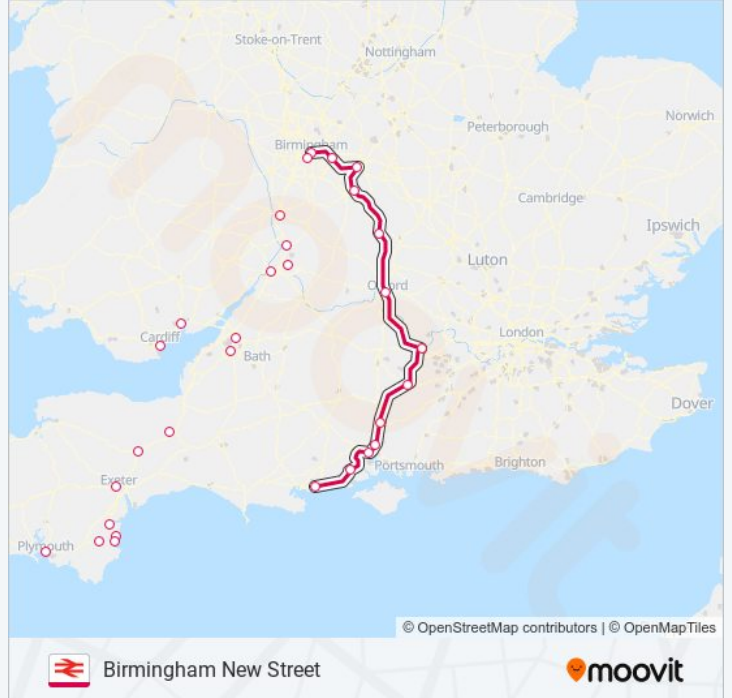 Stoke-on-Trent
Nottingham
Norwich
Peterborough
Birmingham
Cambridge
Ipswich
Luton
Oxford
Cardiff
London
Bath
Dover
Exeter
Portsmouth
Brighton
Plymouth
moovit
© OpenStreetMap contributors | © OpenMapTiles
Birmingham New Street
moovit